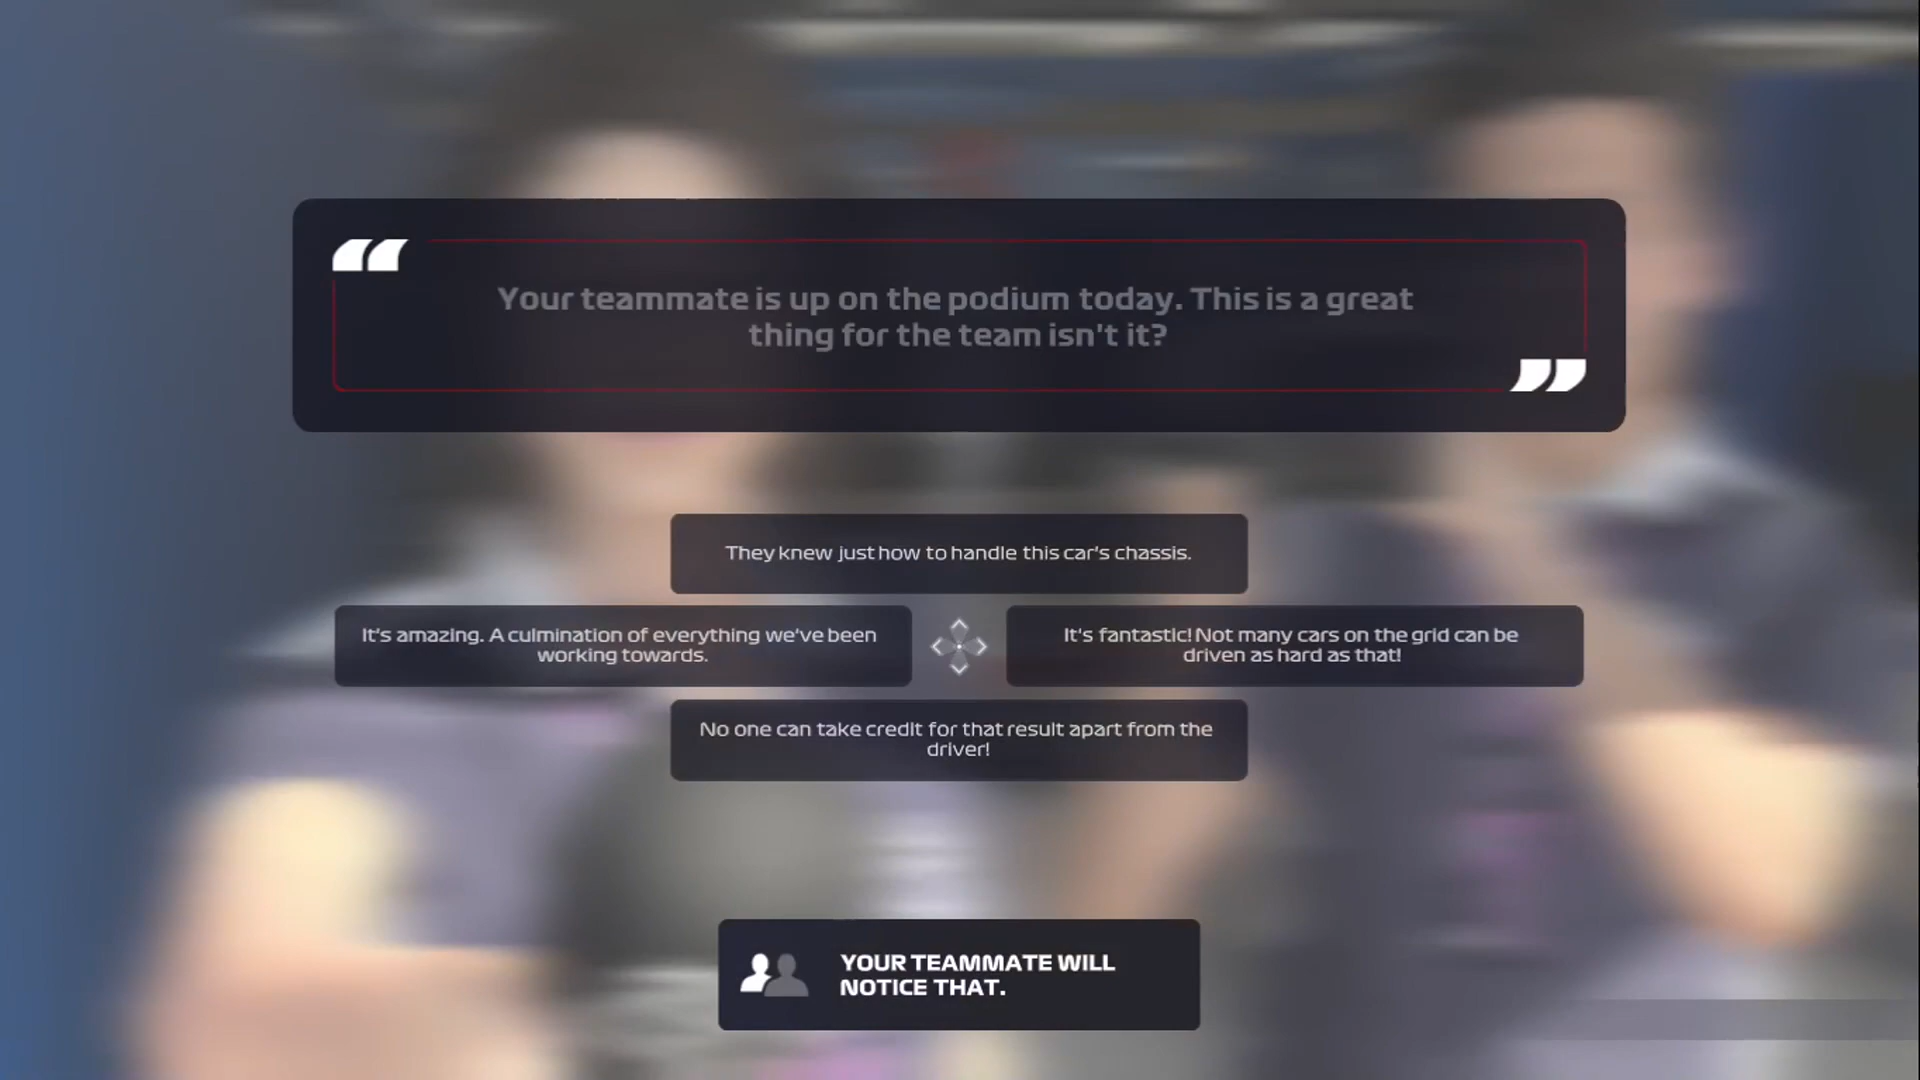 Your teammate is up on the podium today. This is a great
thing for the team isn't it?
They knew just how to handle this car's chassis.
It's amazing. A culmination of everything we've been
working towards.
It's fantastic! Not many cars on the grid can be
driven as hard as that!
No one can take credit for that result apart from the
driver!
YOUR TEAMMATE WILL
NOTICE THAT.